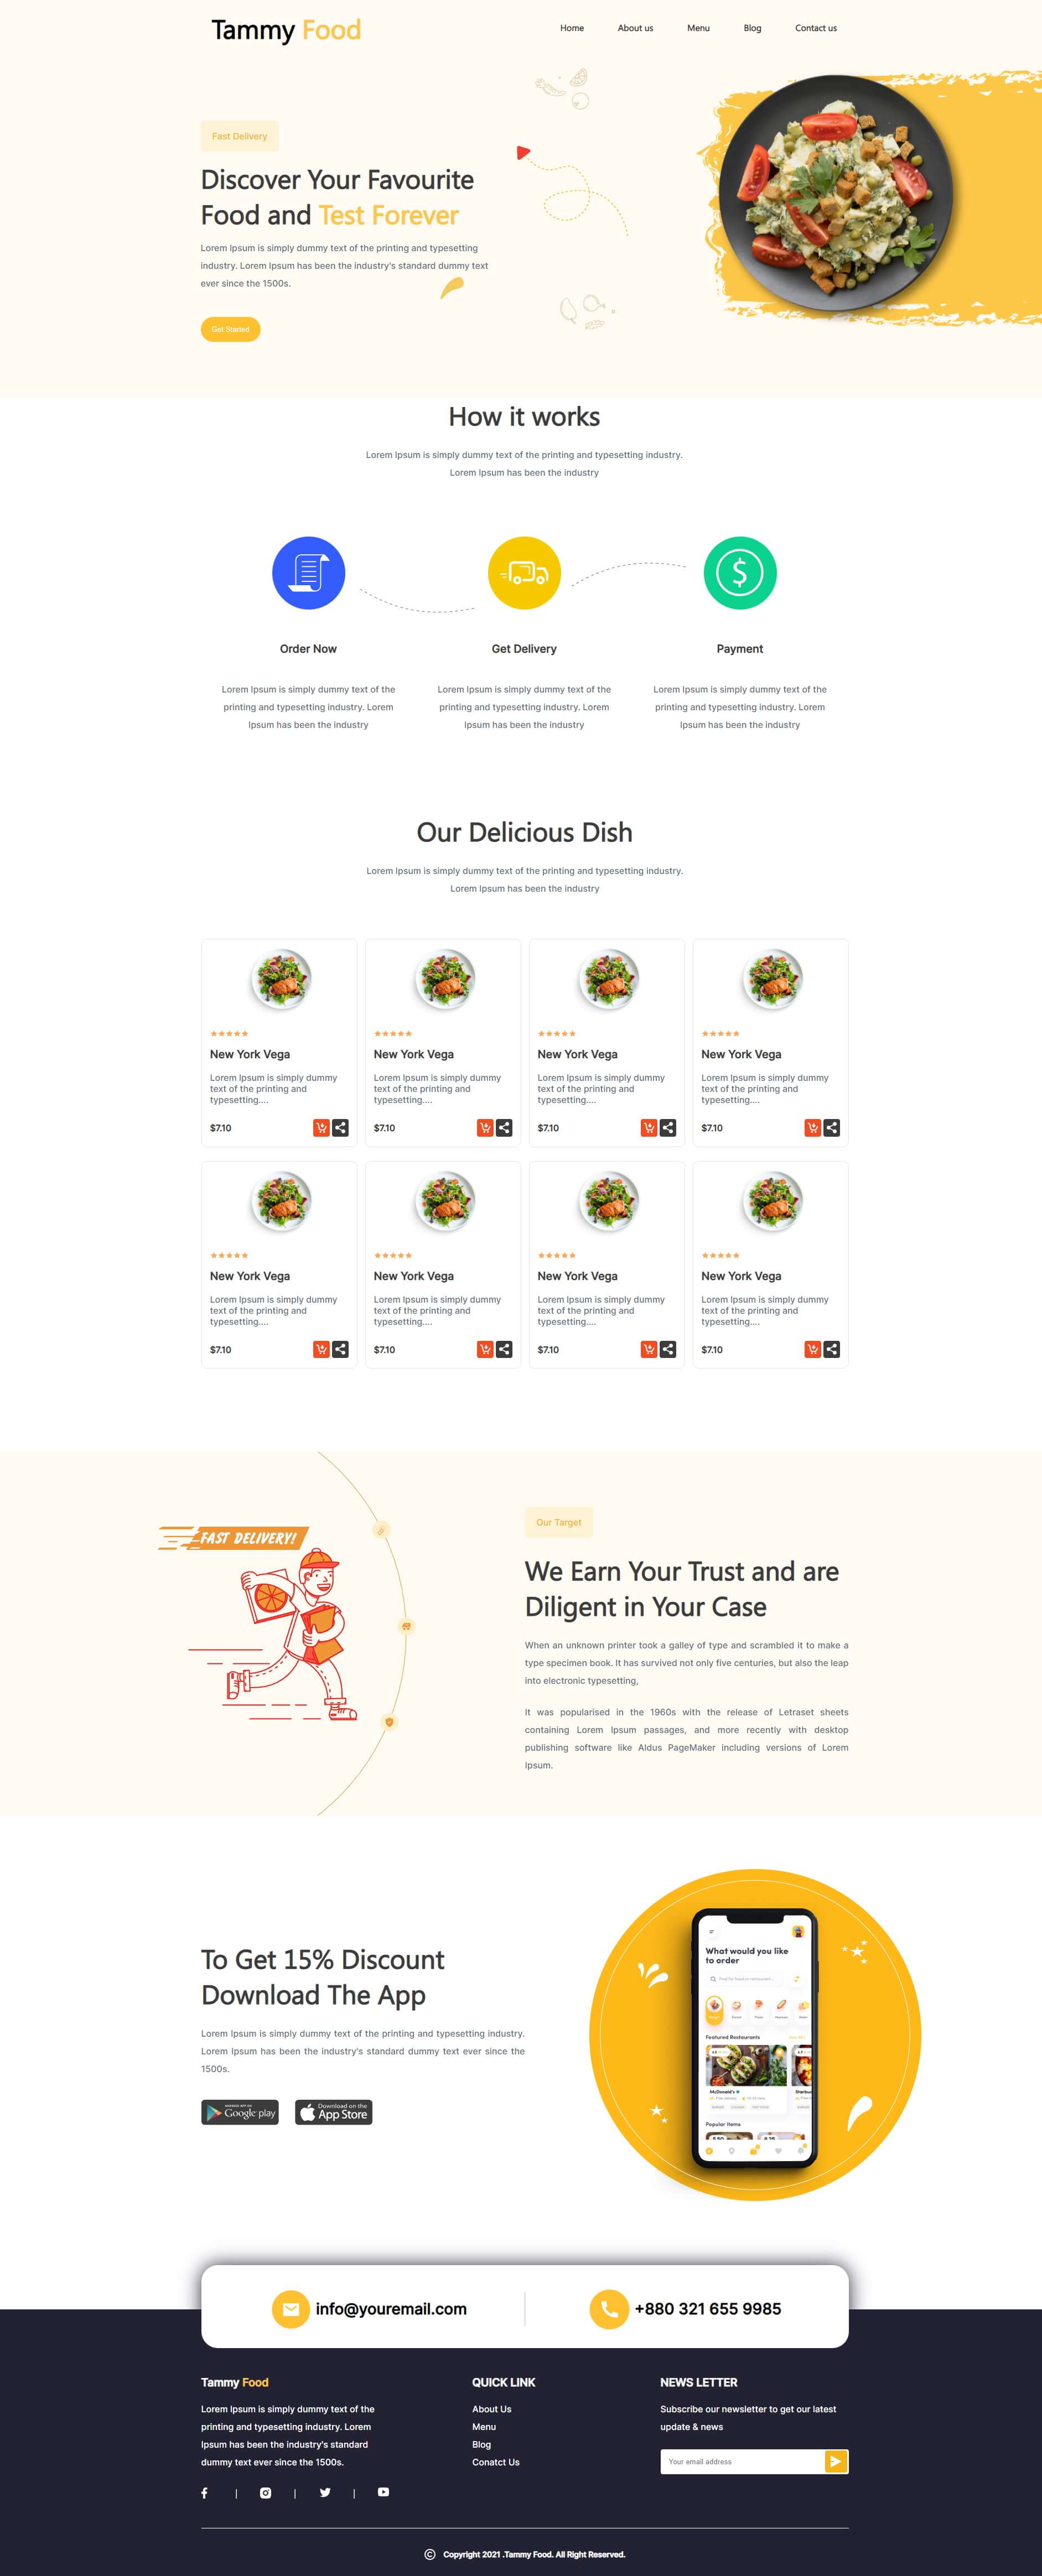 Tammy Food
Home
About us
Menu
Blog
Contact us
Fast Delivery
Discover Your Favourite
Food and Test Forever
Lorem Ipsum is simply dummy text of the printing and typesetting
industry. Lorem Ipsum has been the industry's standard dummy text
ever since the 1500s.
Get Started
How it works
Lorem Ipsum is simply dummy text of the printing and typesetting industry.
Lorem Ipsum has been the industry
Order Now
Lorem Ipsum is simply dummy text of the
printing and typesetting industry. Lorem
Ipsum has been the industry
Get Delivery
Lorem Ipsum is simply dummy text of the
printing and typesetting industry. Lorem
Ipsum has been the industry
$
Payment
Lorem Ipsum is simply dummy text of the
printing and typesetting industry. Lorem
Ipsum has been the industry
Our Delicious Dish
Lorem Ipsum is simply dummy text of the printing and typesetting industry.
Lorem Ipsum has been the industry
New York Vega
Lorem Ipsum is simply dummy
text of the printing and
typesetting....
$7.10
New York Vega
Lorem Ipsum is simply dummy
text of the printing and
typesetting....
$7.10
New York Vega
Lorem Ipsum is simply dummy
text of the printing and
typesetting....
$7.10
New York Vega
Lorem Ipsum is simply dummy
text of the printing and
typesetting....
$7.10
New York Vega
Lorem Ipsum is simply dummy
text of the printing and
typesetting....
$7.10
New York Vega
Lorem Ipsum is simply dummy
text of the printing and
typesetting....
$7.10
New York Vega
Lorem Ipsum is simply dummy
text of the printing and
typesetting....
$7.10
New York Vega
Lorem Ipsum is simply dummy
text of the printing and
typesetting....
$7.10
FAST DELIVERY!
Our Target
We Earn Your Trust and are
Diligent in Your Case
When an unknown printer took a galley of type and scrambled it to make a
type specimen book. It has survived not only five centuries, but also the leap
into electronic typesetting,
It was popularised in the 1960s with the release of Letraset sheets
containing Lorem Ipsum passages, and more recently with desktop
publishing software like Aldus PageMaker including versions of Lorem
Ipsum.
To Get 15% Discount
Download The App
Lorem Ipsum is simply dummy text of the printing and typesetting industry.
Lorem Ipsum has been the industry's standard dummy text ever since the
1500s.
ANDROID APP ON
Google play
Download on the
App Store
What would you like
to order
Featured Restaurants
McDonald's
Popular Items
info@youremail.com
+880 321 655 9985
Tammy Food
Lorem Ipsum is simply dummy text of the
printing and typesetting industry. Lorem
Ipsum has been the industry's standard
dummy text ever since the 1500s.
|
|
|
QUICK LINK
About Us
Menu
Blog
Conatct Us
NEWS LETTER
Subscribe our newsletter to get our latest
update & news
Your email address
© Copyright 2021 .Tammy Food. All Right Reserved.